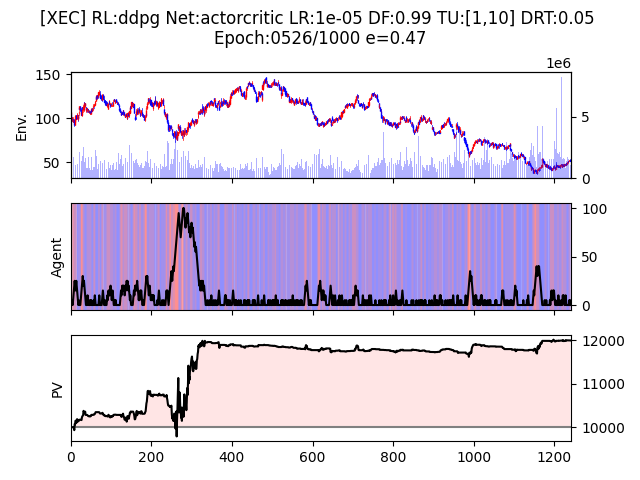 [XEC] RL:ddpg Net:actorcritic LR:1e-05 DF:0.99 TU:[1,10] DRT:0.05
Epoch:0526/1000 e=0.47
1e6
150
100
50
Env.
5
0
Agent
100
50
0
PV
12000
11000
10000
0 200 400 600 800 1000 1200